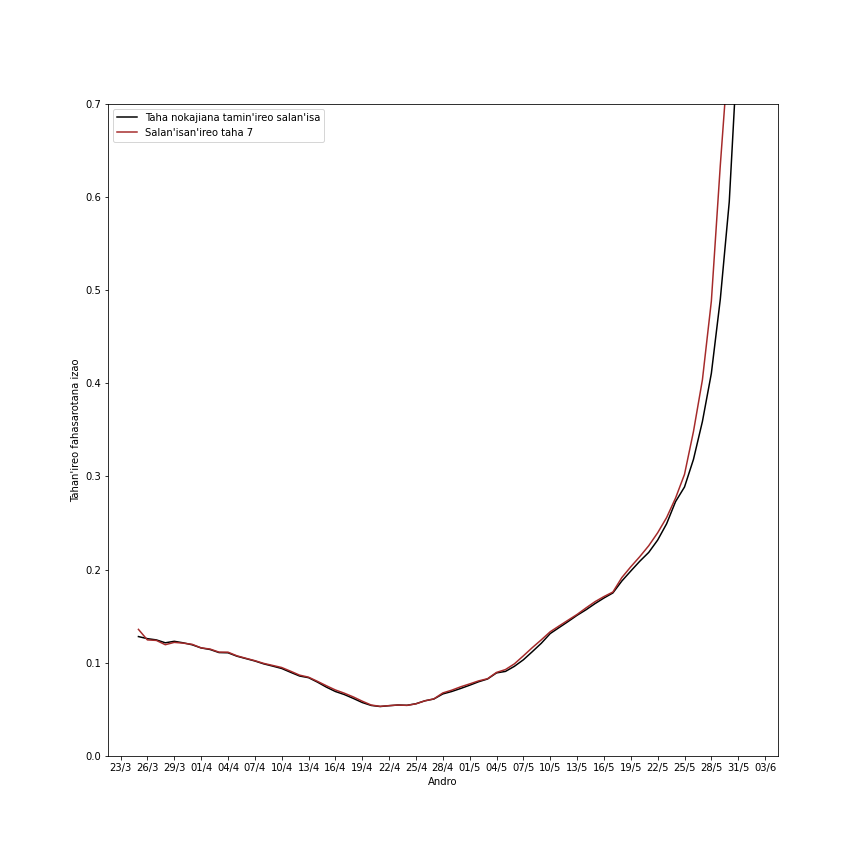 Taha nokajiana tamin'ireo salan'isa
Salan'isan'ireo taha 7
0.7
0.6
0.5
0.4
0.3
0.2
0.1
0.0
Tahan'ireo fahasarotana izao
23/3 26/3 29/3 01/4 04/4 07/4 10/4 13/4 16/4 19/4 22/4 25/4 28/4 01/5 04/5 07/5 10/5 13/5 16/5 19/5 22/5 25/5 28/5 31/5 03/6
Andro